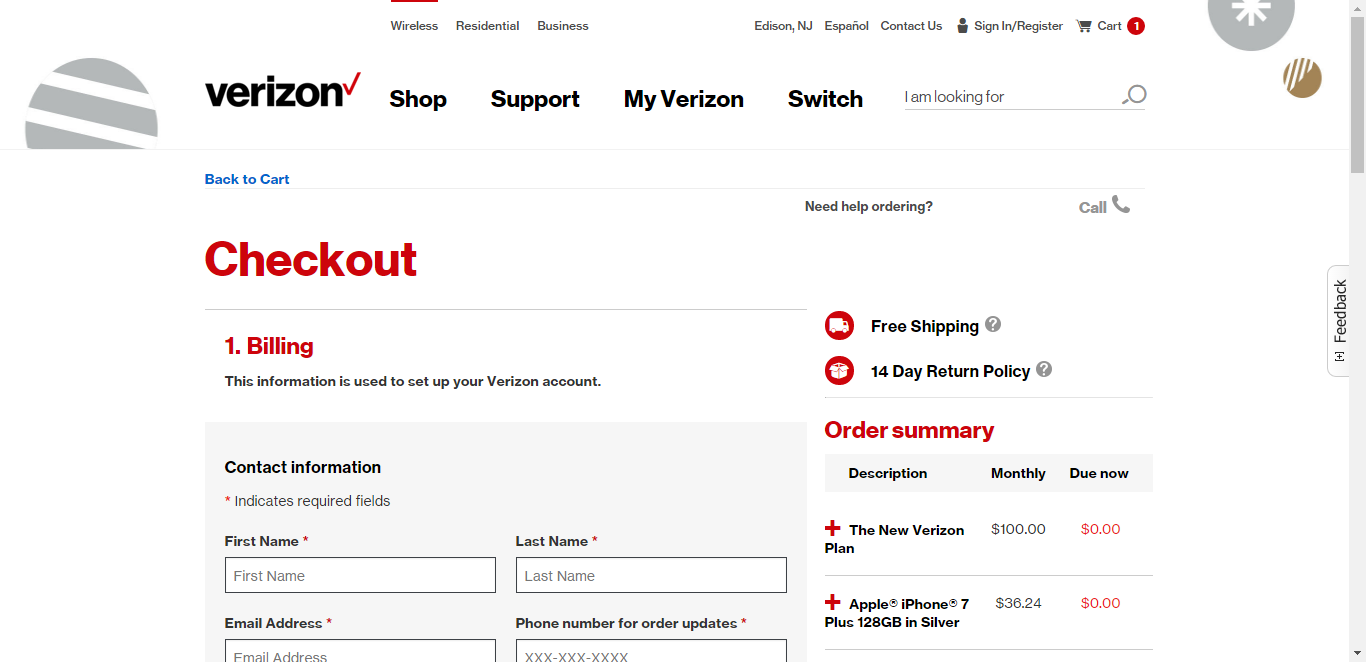 Wireless Residential Business
Edison, NJ Español Contact Us Sign In/Register Cart 1
verizon Shop Support My Verizon Switch I am looking for
Back to Cart
Need help ordering? Call
Checkout
1. Billing
This information is used to set up your Verizon account.
Contact information
* Indicates required fields
First Name * Last Name *
First Name Last Name
Email Address * Phone number for order updates *
Email Address XXX-XXX-XXXX
Free Shipping ?
14 Day Return Policy ?
Order summary
Description Monthly Due now
The New Verizon $100.00 $0.00
Plan
Apple® iPhone® 7 $36.24 $0.00
Plus 128GB in Silver
Feedback